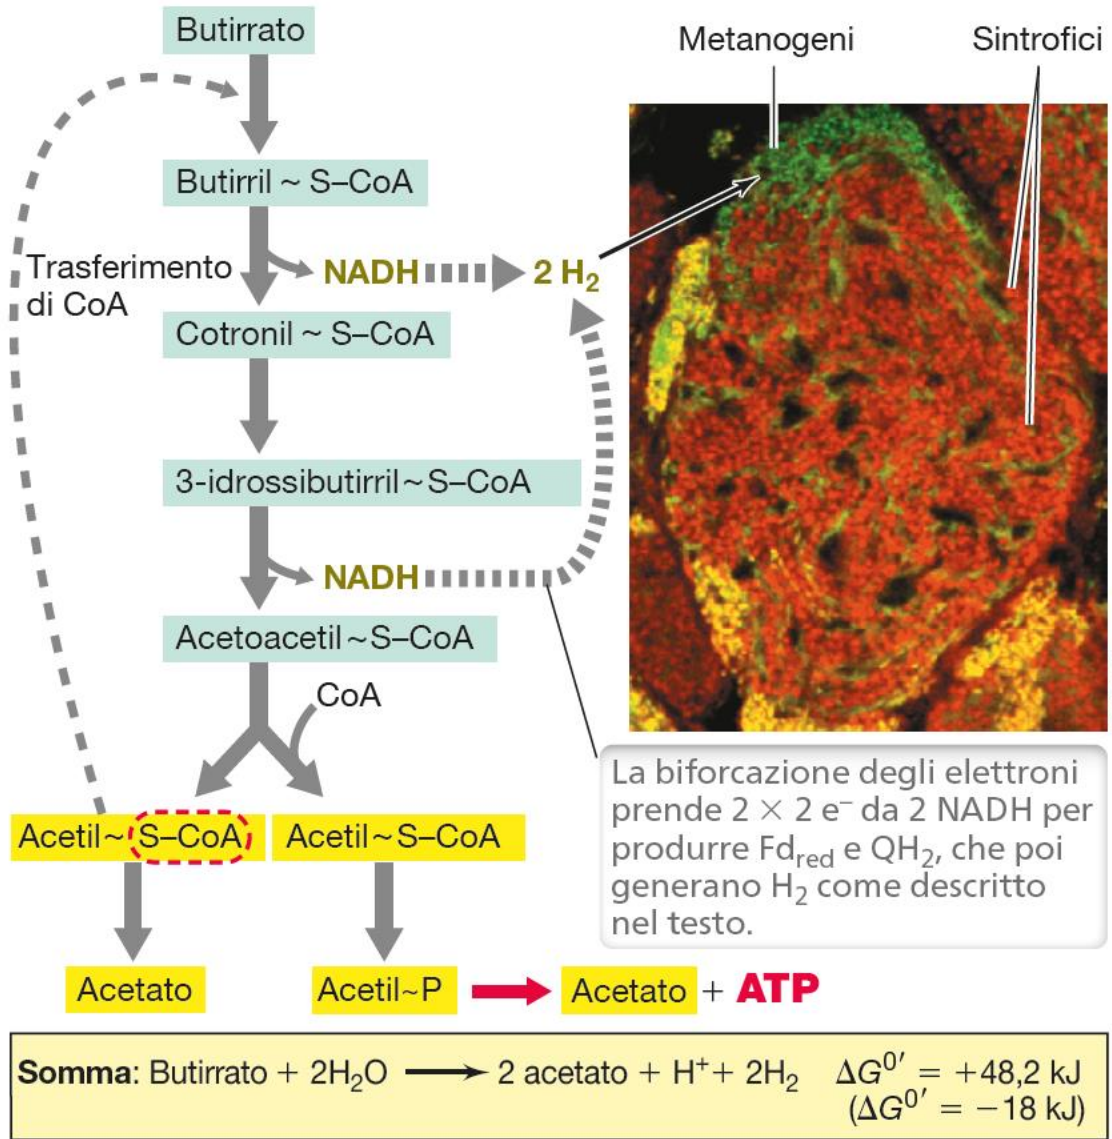 Butirrato
Metanogeni
Sintrofici
Butirril ~ S–CoA
Trasferimento
di CoA
NADH
2 H₂
Cotronil ~ S–CoA
3-idrossibutirril ~ S–CoA
NADH
Acetoacetil ~ S–CoA
CoA
La biforcazione degli elettroni
prende 2 × 2 e⁻ da 2 NADH per
produrre Fd_red e QH₂, che poi
generano H₂ come descritto
nel testo.
Acetil ~ S–CoA
Acetil ~ S–CoA
Acetato
Acetil~P
Acetato + ATP
Somma: Butirrato + 2H₂O → 2 acetato + H⁺ + 2H₂ ΔG⁰′ = +48,2 kJ
(ΔG⁰′ = −18 kJ)